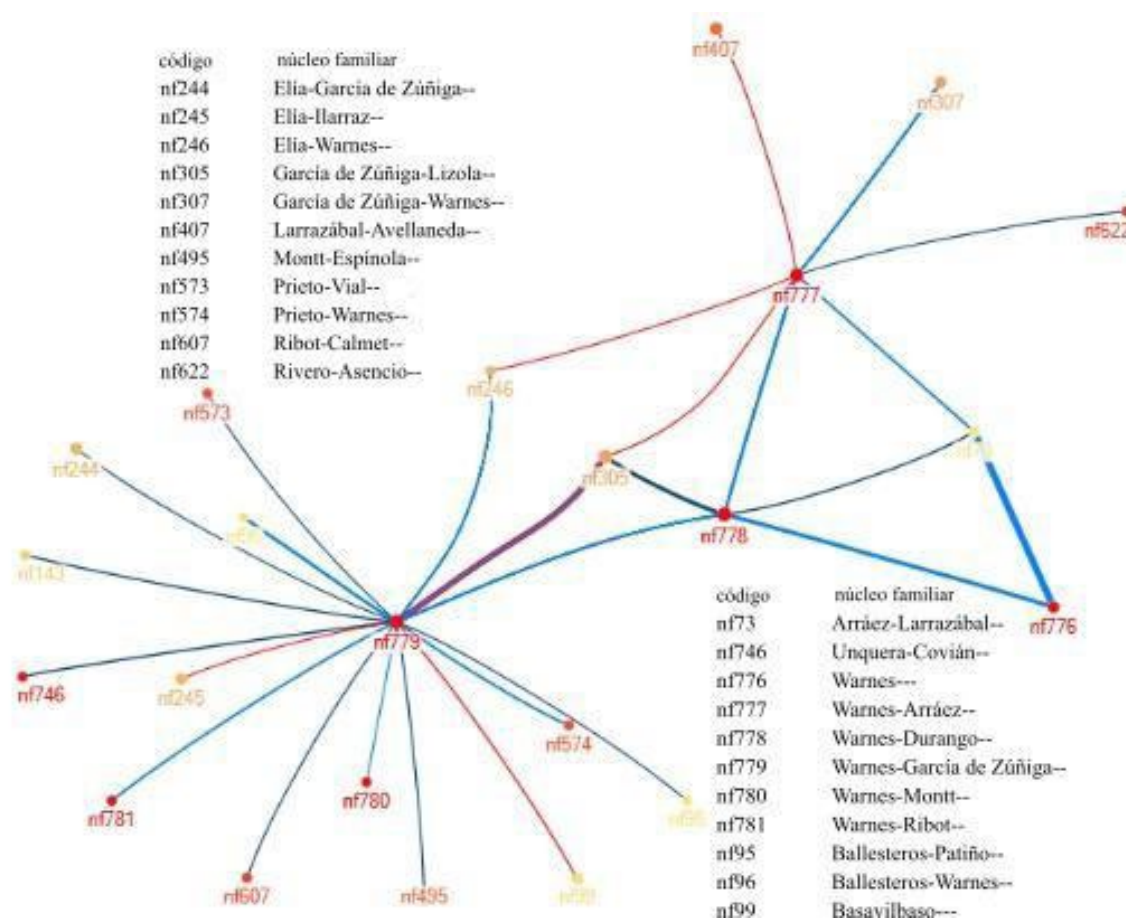 código núcleo familiar
nf244 Elía-García de Zúñiga--
nf245 Elía-Ilarraz--
nf246 Elía-Warnes--
nf305 García de Zúñiga-Lizola--
nf307 García de Zúñiga-Warnes--
nf407 Larrazábal-Avellaneda--
nf495 Montt-Espínola--
nf573 Prieto-Vial--
nf574 Prieto-Warnes--
nf607 Ribot-Calmet--
nf622 Rivero-Asencio--
nf407
nf307
nf622
nf777
nf246
nf573
nf244
nf305
nf778
nf143
nf779
nf776
nf746
nf245
nf574
nf780
nf781
nf607
nf495
nf99
código núcleo familiar
nf73 Arráez-Larrazábal--
nf746 Unquera-Covián--
nf776 Warnes---
nf777 Warnes-Arráez--
nf778 Warnes-Durango--
nf779 Warnes-García de Zúñiga--
nf780 Warnes-Montt--
nf781 Warnes-Ribot--
nf95 Ballesteros-Patiño--
nf96 Ballesteros-Warnes--
nf99 Basavilbaso---